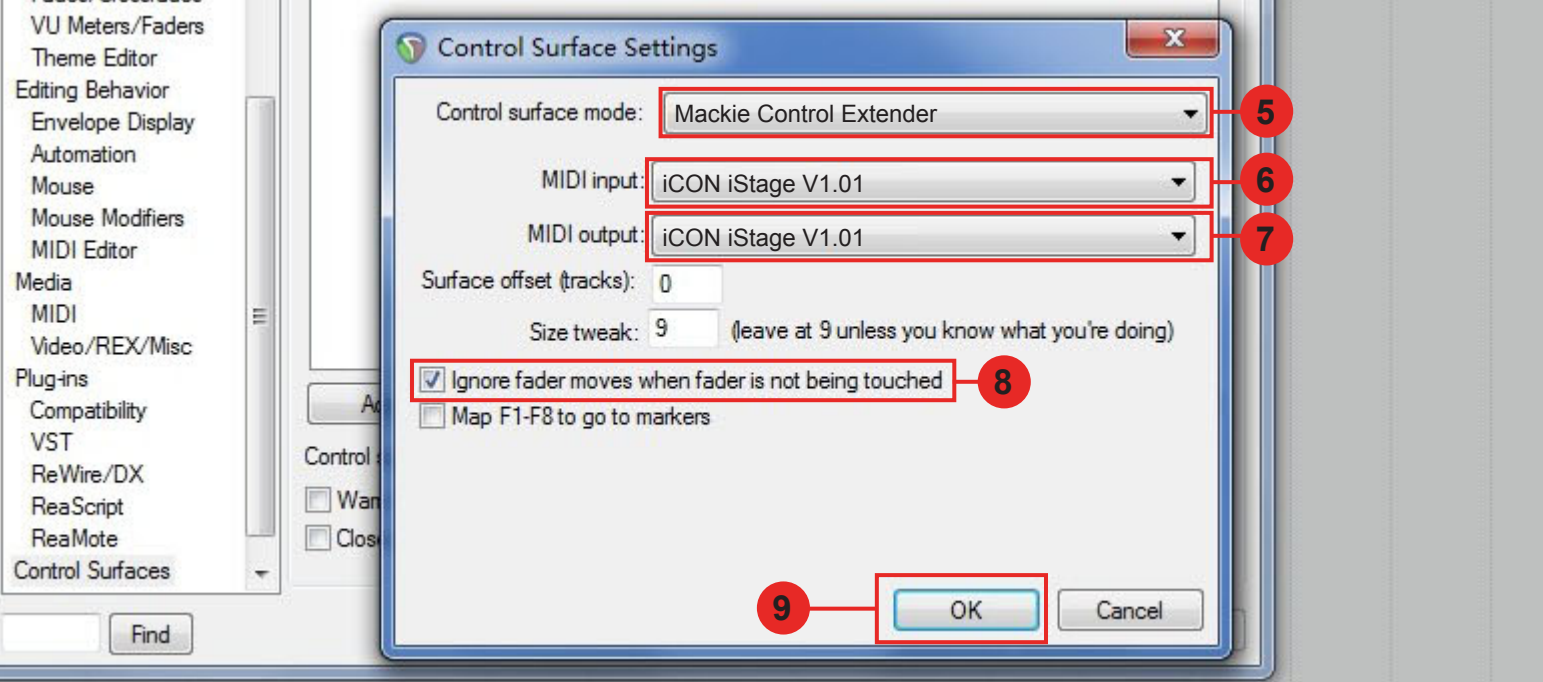 VU Meters/Faders
Theme Editor
Editing Behavior
Envelope Display
Automation
Mouse
Mouse Modifiers
MIDI Editor
Media
MIDI
Video/REX/Misc
Plug-ins
Compatibility
VST
ReWire/DX
ReaScript
ReaMote
Control Surfaces
Find
Control
Control Surface Settings
Control surface mode: Mackie Control Extender 5
MIDI input: iCON iStage V1.01 6
MIDI output: iCON iStage V1.01 7
Surface offset (tracks): 0
Size tweak: 9 (leave at 9 unless you know what you're doing)
Ignore fader moves when fader is not being touched 8
Map F1-F8 to go to markers
9 OK Cancel